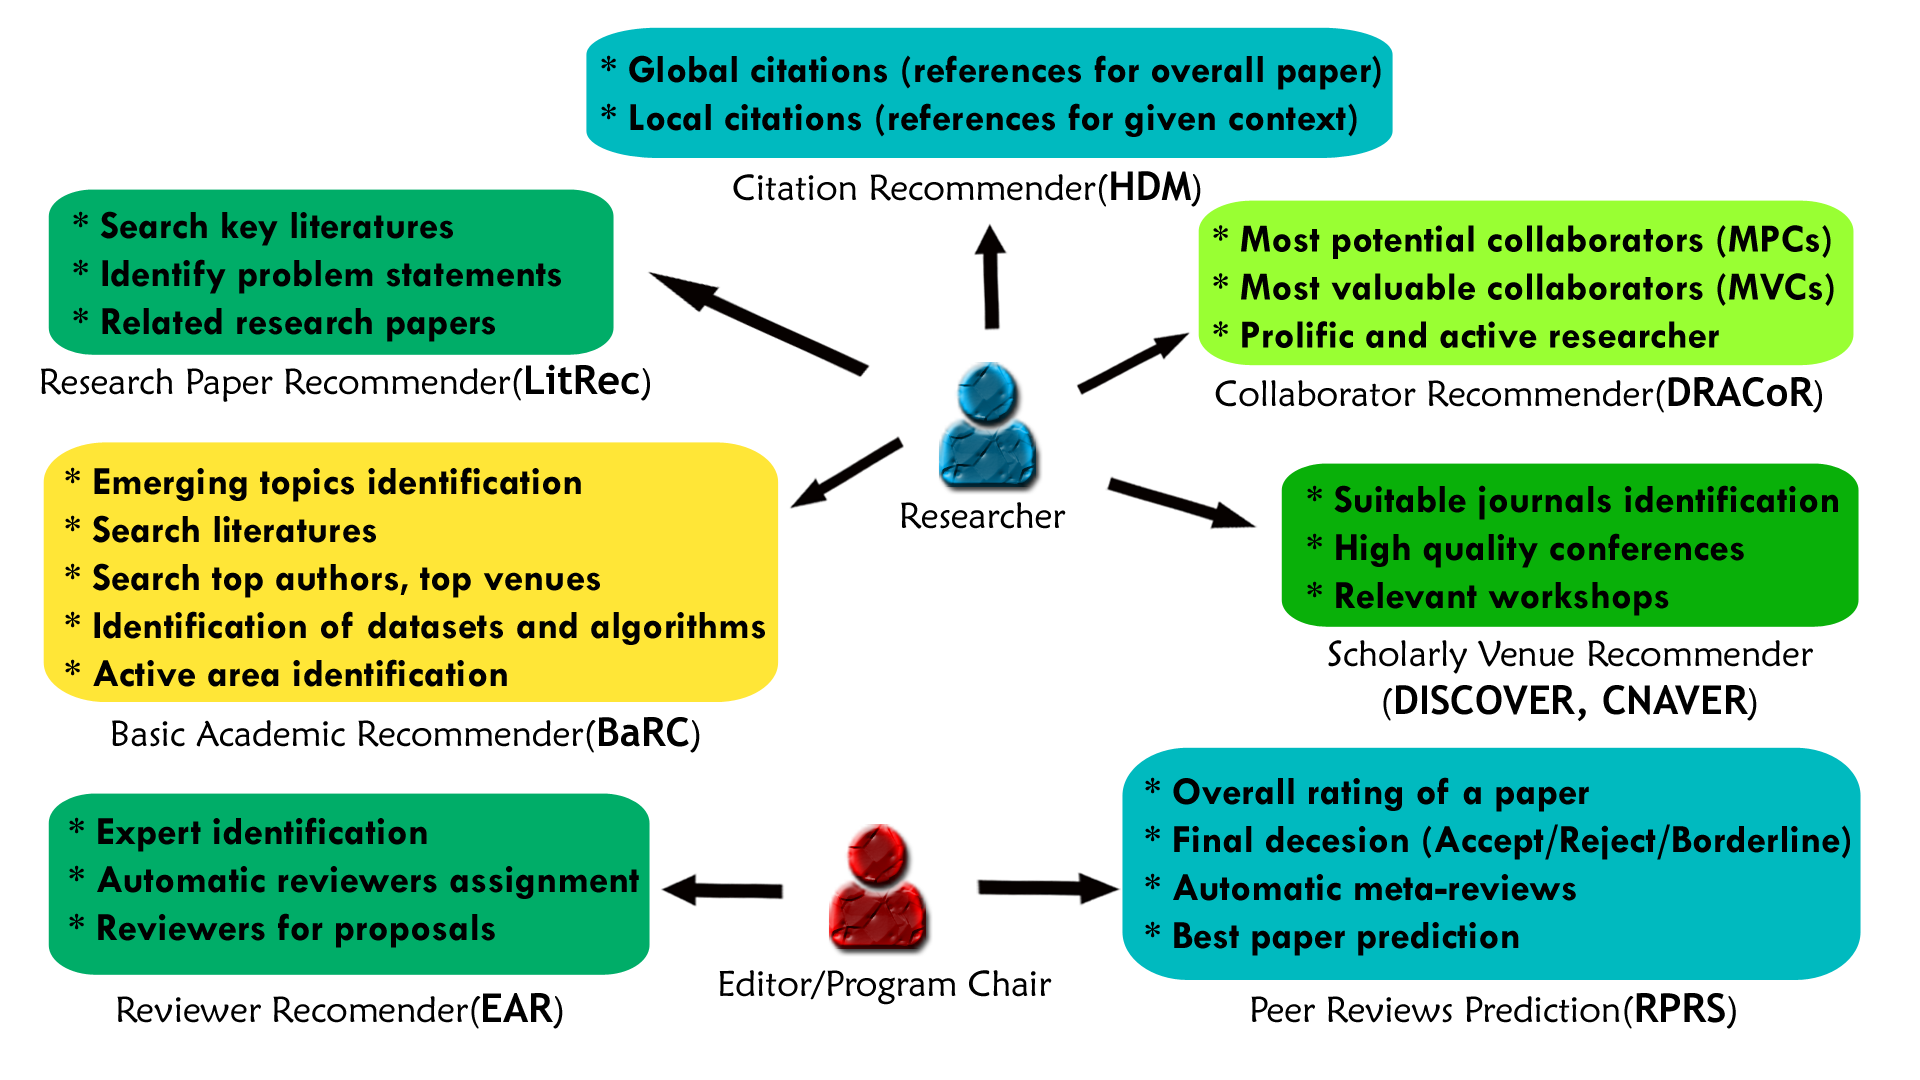 * Global citations (references for overall paper)
* Local citations (references for given context)
Citation Recommender(HDM)
* Search key literatures
* Identify problem statements
* Related research papers
Research Paper Recommender(LitRec)
* Most potential collaborators (MPCs)
* Most valuable collaborators (MVCs)
* Prolific and active researcher
Collaborator Recommender(DRACoR)
Researcher
* Emerging topics identification
* Search literatures
* Search top authors, top venues
* Identification of datasets and algorithms
* Active area identification
Basic Academic Recommender(BaRC)
* Suitable journals identification
* High quality conferences
* Relevant workshops
Scholarly Venue Recommender
(DISCOVER, CNAVER)
* Expert identification
* Automatic reviewers assignment
* Reviewers for proposals
Reviewer Recomender(EAR)
Editor/Program Chair
* Overall rating of a paper
* Final decesion (Accept/Reject/Borderline)
* Automatic meta-reviews
* Best paper prediction
Peer Reviews Prediction(RPRS)